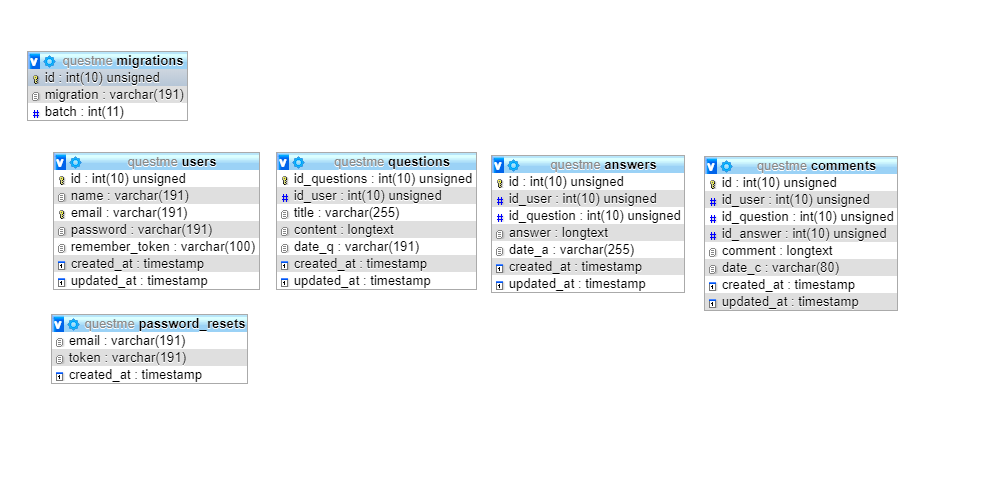 questme migrations
id : int(10) unsigned
migration : varchar(191)
# batch : int(11)
questme users
id : int(10) unsigned
name : varchar(191)
email : varchar(191)
password : varchar(191)
remember_token : varchar(100)
created_at : timestamp
updated_at : timestamp
questme questions
id_questions : int(10) unsigned
# id_user : int(10) unsigned
title : varchar(255)
content : longtext
date_q : varchar(191)
created_at : timestamp
updated_at : timestamp
questme answers
id : int(10) unsigned
# id_user : int(10) unsigned
# id_question : int(10) unsigned
answer : longtext
date_a : varchar(255)
created_at : timestamp
updated_at : timestamp
questme comments
id : int(10) unsigned
# id_user : int(10) unsigned
# id_question : int(10) unsigned
# id_answer : int(10) unsigned
comment : longtext
date_c : varchar(80)
created_at : timestamp
updated_at : timestamp
questme password_resets
email : varchar(191)
token : varchar(191)
created_at : timestamp